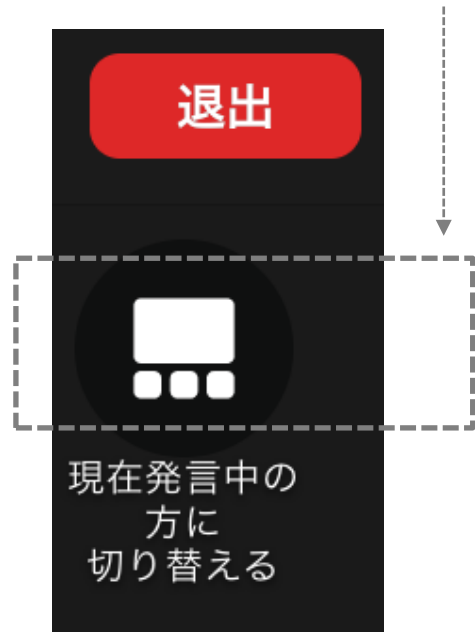 退出
現在発言中の
方に
切り替える